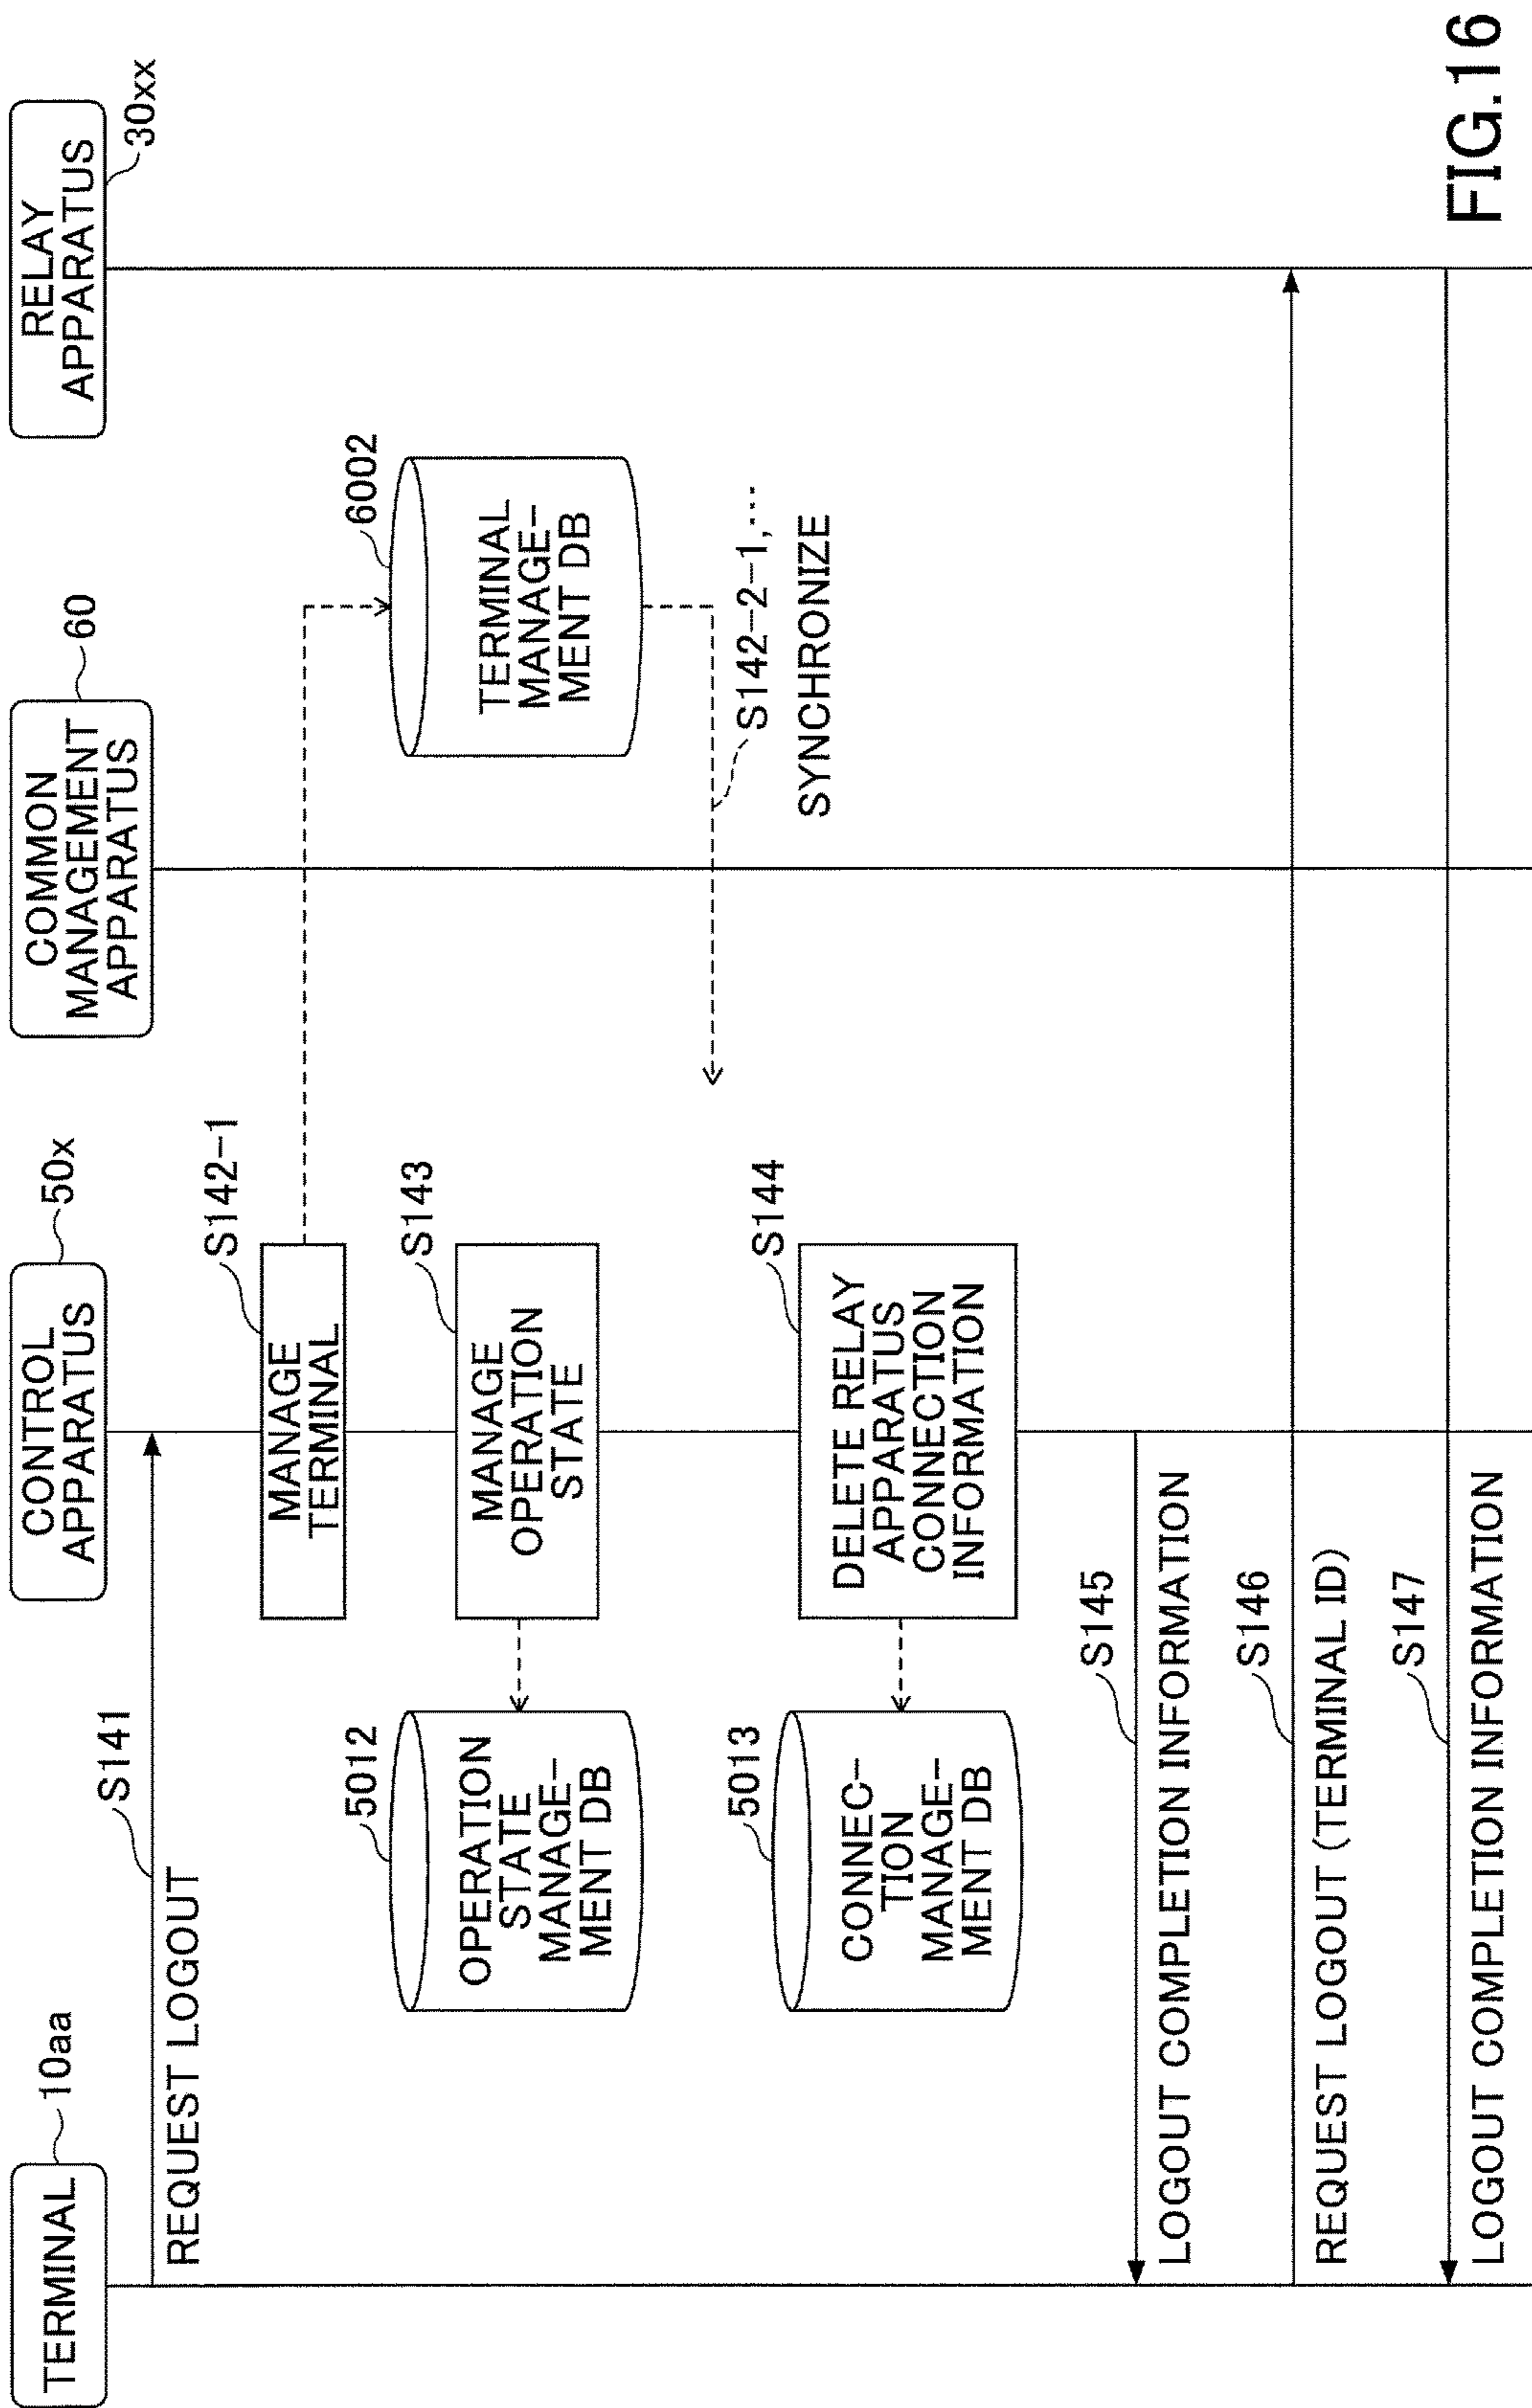 TERMINAL
10aa
CONTROL
APPARATUS
50x
COMMON
MANAGEMENT
APPARATUS
60
RELAY
APPARATUS
30xx
S141
REQUEST LOGOUT
MANAGE
TERMINAL
S142-1
5012
OPERATION
STATE
MANAGE-
MENT DB
MANAGE
OPERATION
STATE
S143
6002
TERMINAL
MANAGE-
MENT DB
S142-2-1,...
SYNCHRONIZE
5013
CONNEC-
TION
MANAGE-
MENT DB
DELETE RELAY
APPARATUS
CONNECTION
INFORMATION
S144
S145
LOGOUT COMPLETION INFORMATION
S146
REQUEST LOGOUT (TERMINAL ID)
S147
LOGOUT COMPLETION INFORMATION
FIG.16